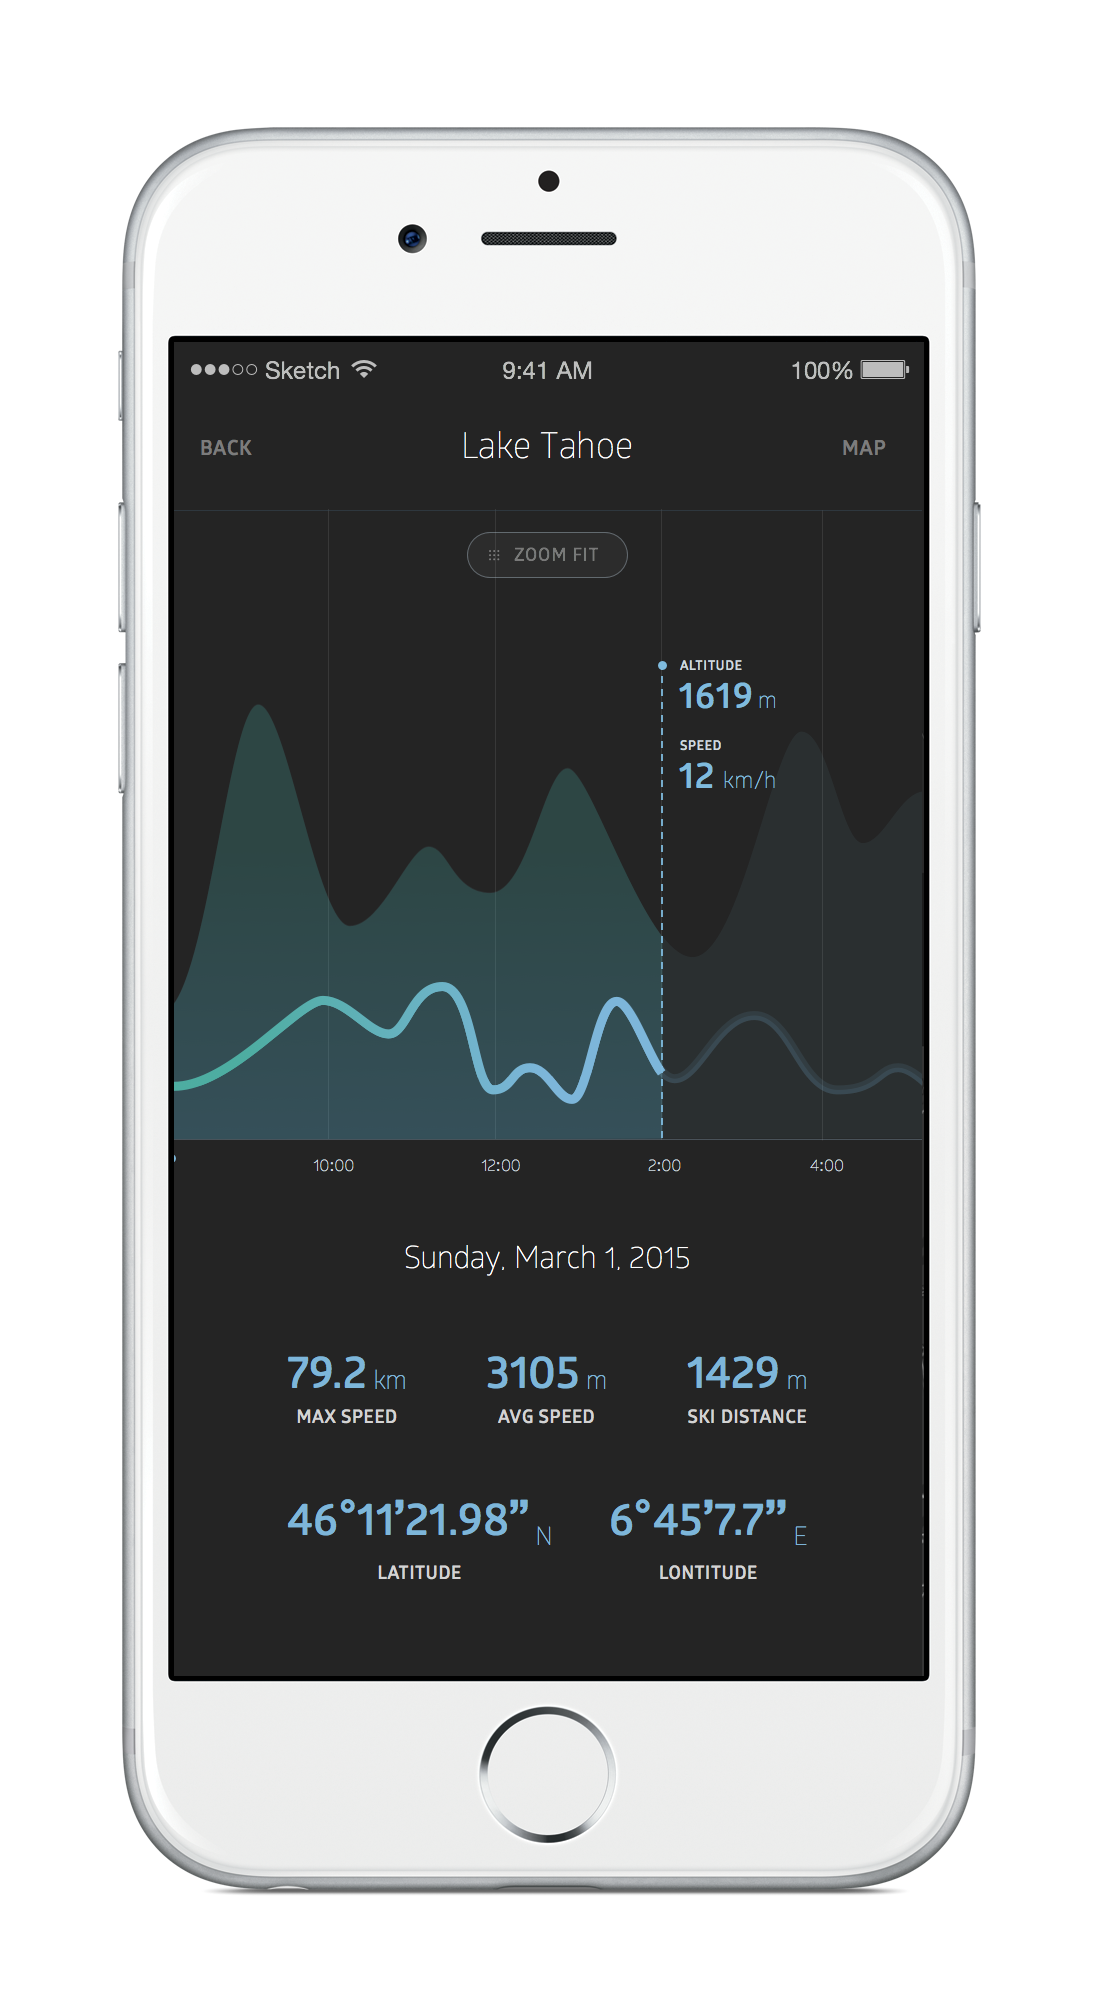 Sketch 9:41 AM 100%
BACK Lake Tahoe MAP
ZOOM FIT
ALTITUDE
1619 m
SPEED
12 km/h
10:00 12:00 2:00 4:00
Sunday, March 1, 2015
79.2 km 3105 m 1429 m
MAX SPEED AVG SPEED SKI DISTANCE
46°11’21.98” N 6°45’7.7” E
LATITUDE LONTITUDE